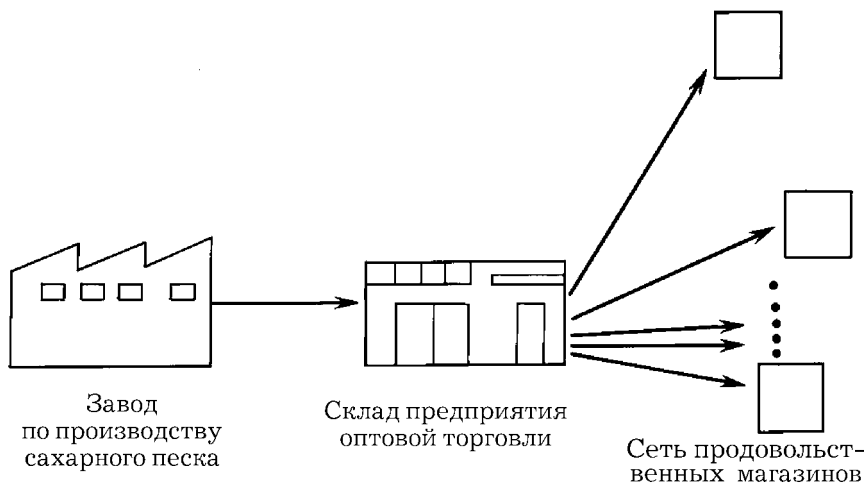 Завод
по производству
сахарного песка
Склад предприятия
оптовой торговли
Сеть продовольст-
венных магазинов